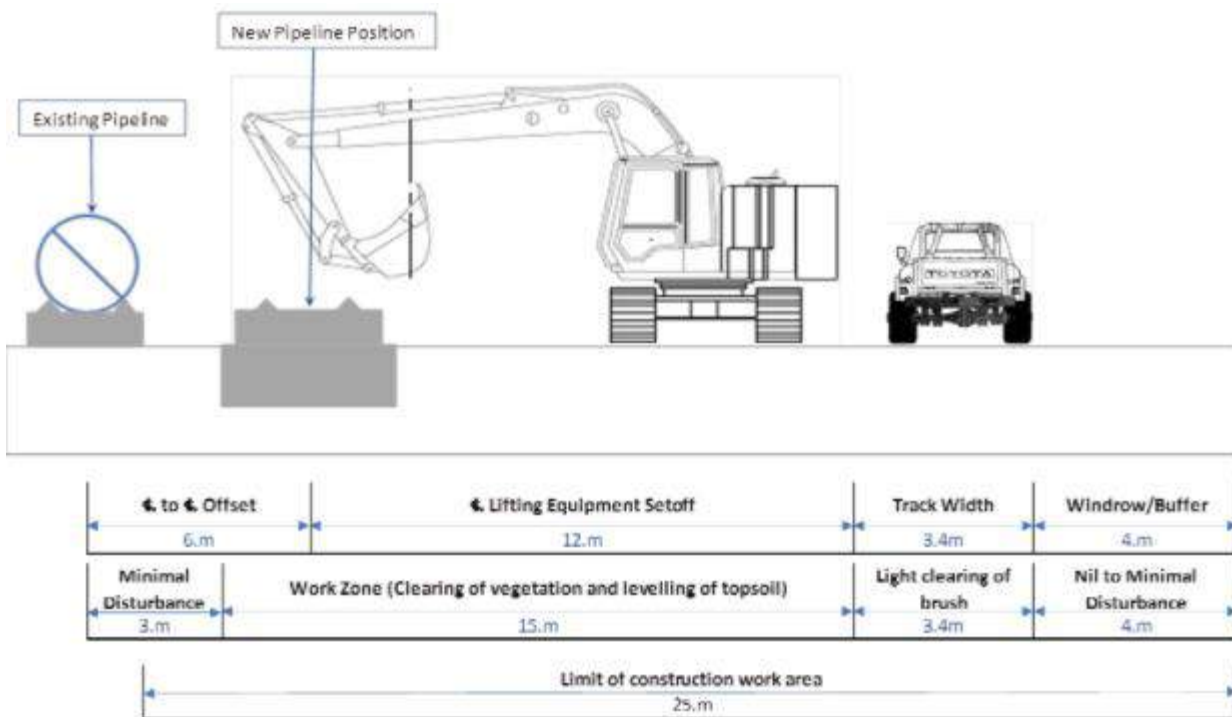 New Pipeline Position
Existing Pipeline
TOYOTA
℄ to ℄ Offset
6.m
℄ Lifting Equipment Setoff
12.m
Track Width
3.4m
Windrow/Buffer
4.m
Minimal
Disturbance
3.m
Work Zone (Clearing of vegetation and levelling of topsoil)
15.m
Light clearing of
brush
3.4m
Nil to Minimal
Disturbance
4.m
Limit of construction work area
25.m